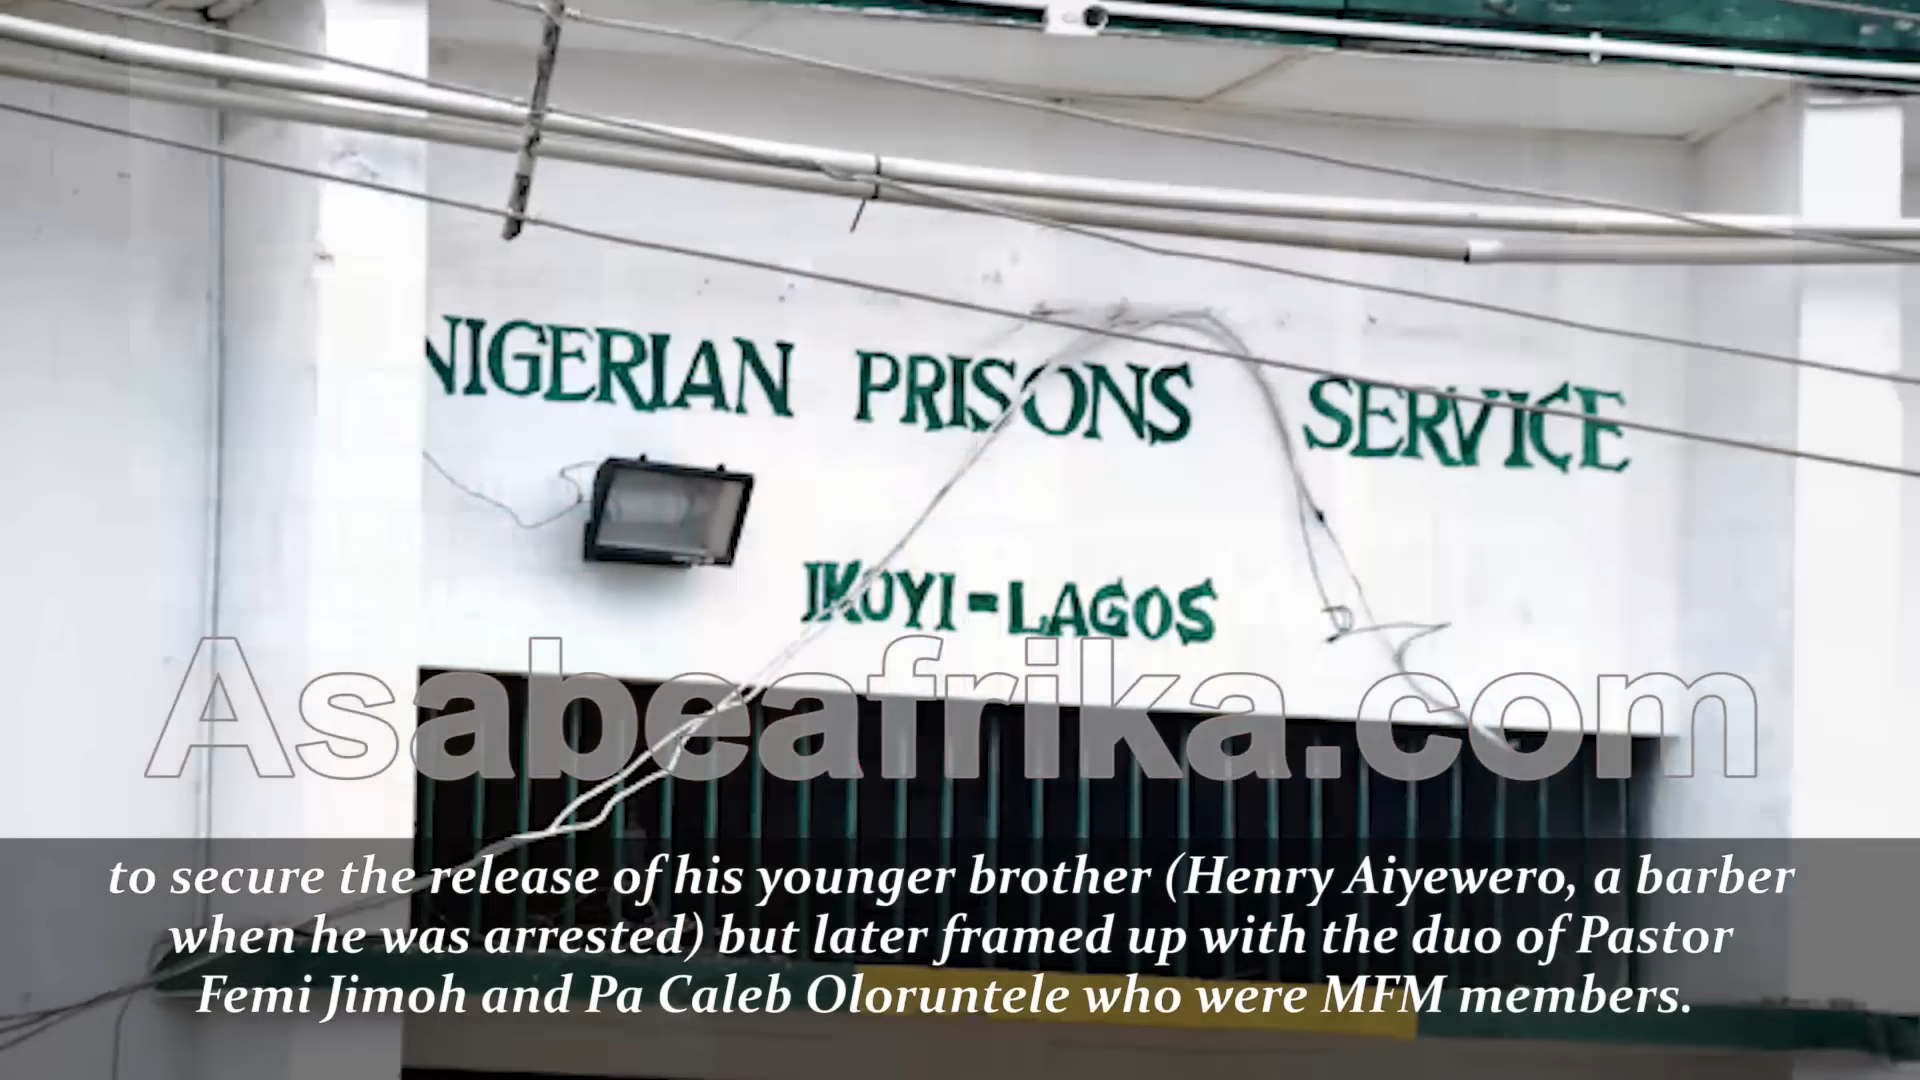 NIGERIAN PRISONS SERVICE
IKOYI=LAGOS
Asabeafrika.com
to secure the release of his younger brother (Henry Aiyewero, a barber
when he was arrested) but later framed up with the duo of Pastor
Femi Jimoh and Pa Caleb Oloruntele who were MFM members.